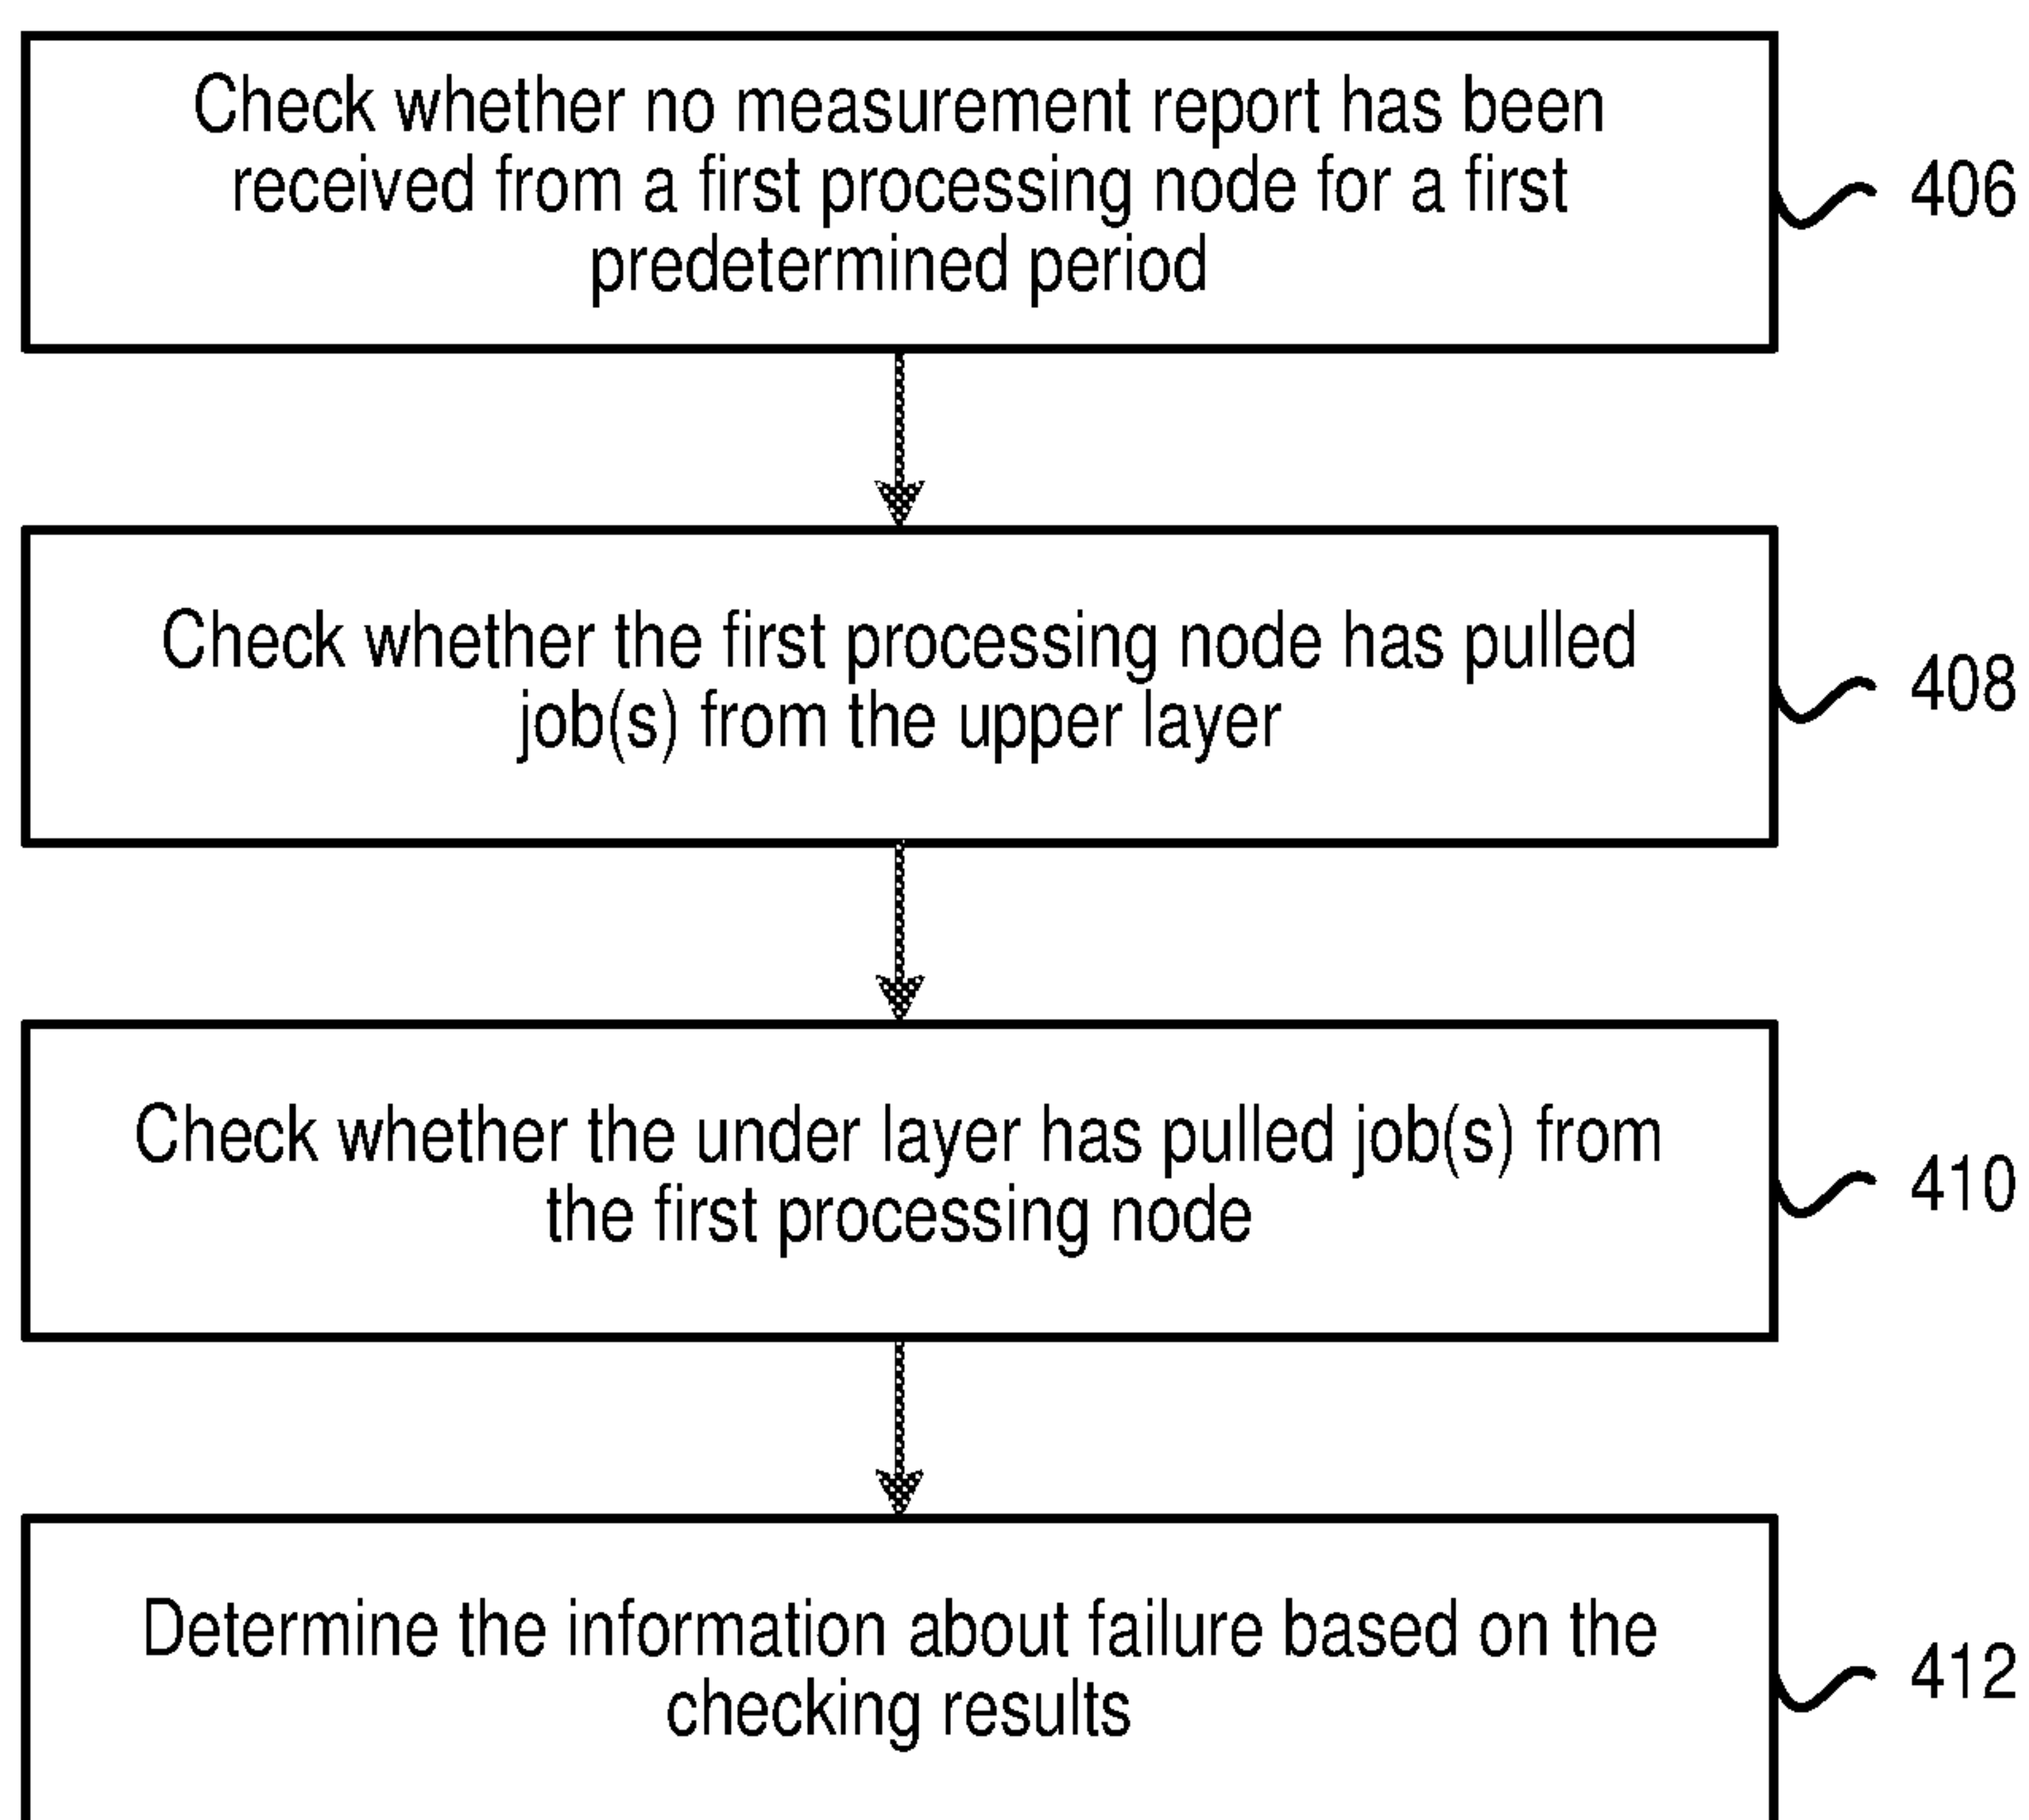 Check whether no measurement report has been
received from a first processing node for a first
predetermined period
406
Check whether the first processing node has pulled
job(s) from the upper layer
408
Check whether the under layer has pulled job(s) from
the first processing node
410
Determine the information about failure based on the
checking results
412